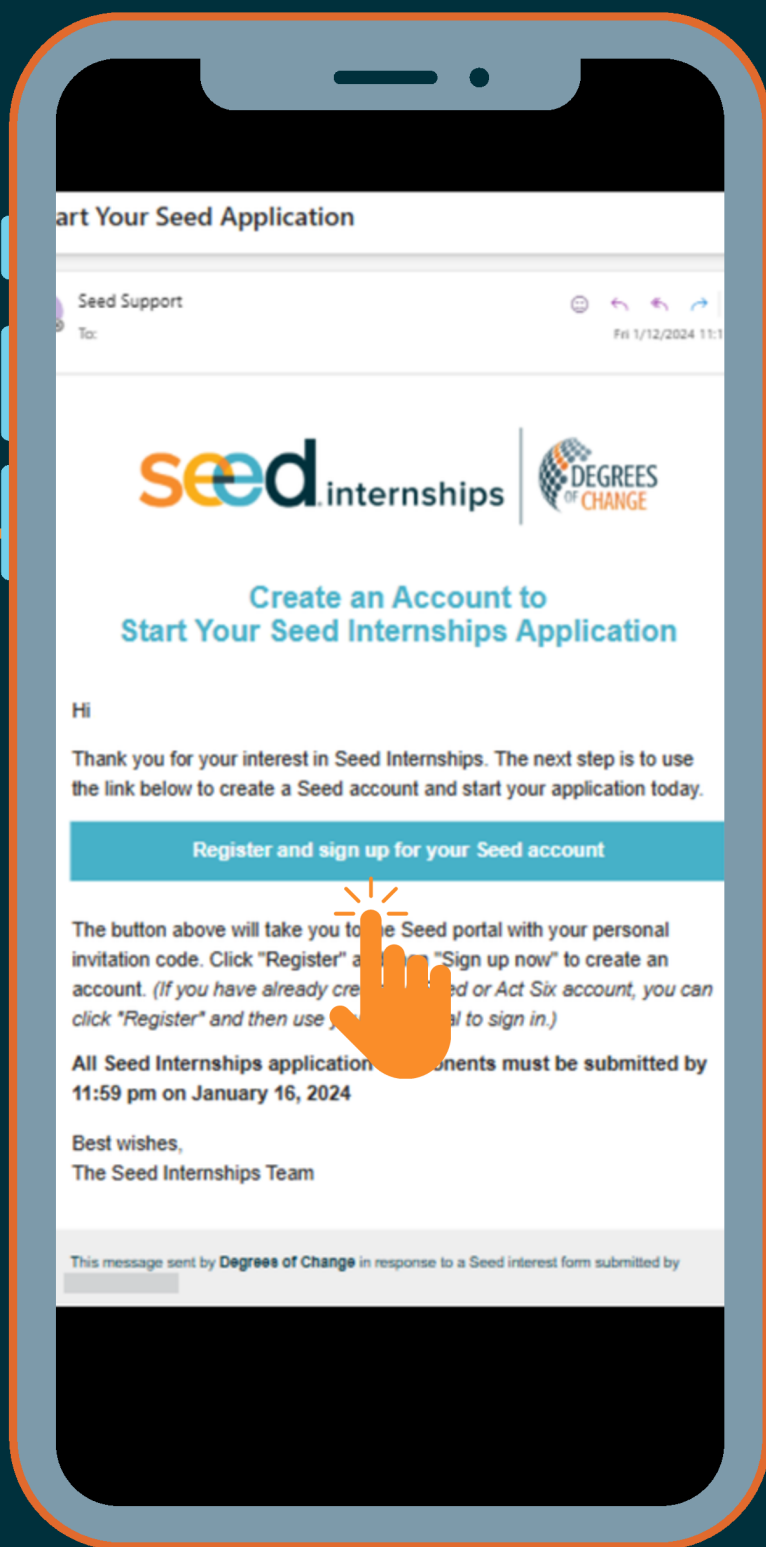 art Your Seed Application
Seed Support
To:
Fri 1/12/2024 11:1
seed.internships
DEGREES
OF CHANGE
Create an Account to
Start Your Seed Internships Application
Hi
Thank you for your interest in Seed Internships. The next step is to use
the link below to create a Seed account and start your application today.
Register and sign up for your Seed account
The button above will take you to e Seed portal with your personal
invitation code. Click "Register" a "Sign up now" to create an
account. (If you have already cre ed or Act Six account, you can
click "Register" and then use al to sign in.)
All Seed Internships application onents must be submitted by
11:59 pm on January 16, 2024
Best wishes,
The Seed Internships Team
This message sent by Degrees of Change in response to a Seed interest form submitted by